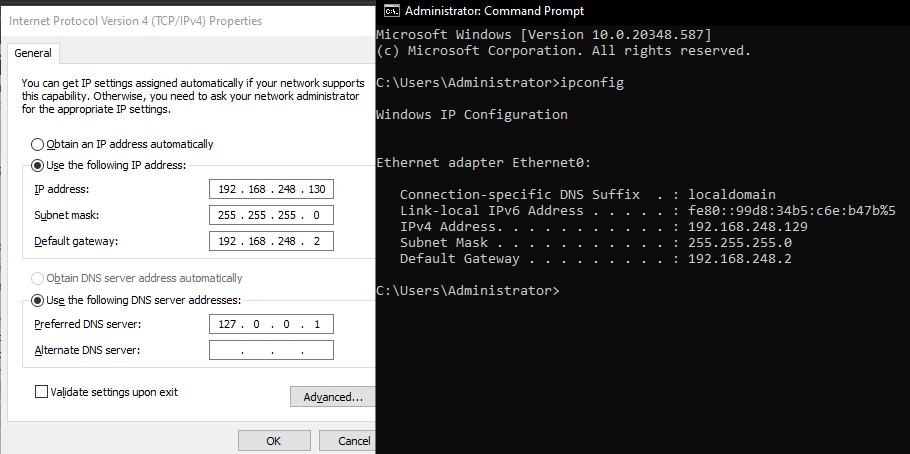 Internet Protocol Version 4 (TCP/IPv4) Properties
General
You can get IP settings assigned automatically if your network supports
this capability. Otherwise, you need to ask your network administrator
for the appropriate IP settings.
Obtain an IP address automatically
Use the following IP address:
IP address: 192 . 168 . 248 . 130
Subnet mask: 255 . 255 . 255 . 0
Default gateway: 192 . 168 . 248 . 2
Obtain DNS server address automatically
Use the following DNS server addresses:
Preferred DNS server: 127 . 0 . 0 . 1
Alternate DNS server: . . .
Validate settings upon exit
Advanced...
OK
Cancel
Administrator: Command Prompt
Microsoft Windows [Version 10.0.20348.587]
(c) Microsoft Corporation. All rights reserved.
C:\Users\Administrator>ipconfig
Windows IP Configuration
Ethernet adapter Ethernet0:
Connection-specific DNS Suffix  . : localdomain
Link-local IPv6 Address . . . . . : fe80::99d8:34b5:c6e:b47b%5
IPv4 Address. . . . . . . . . . . : 192.168.248.129
Subnet Mask . . . . . . . . . . . : 255.255.255.0
Default Gateway . . . . . . . . . : 192.168.248.2
C:\Users\Administrator>